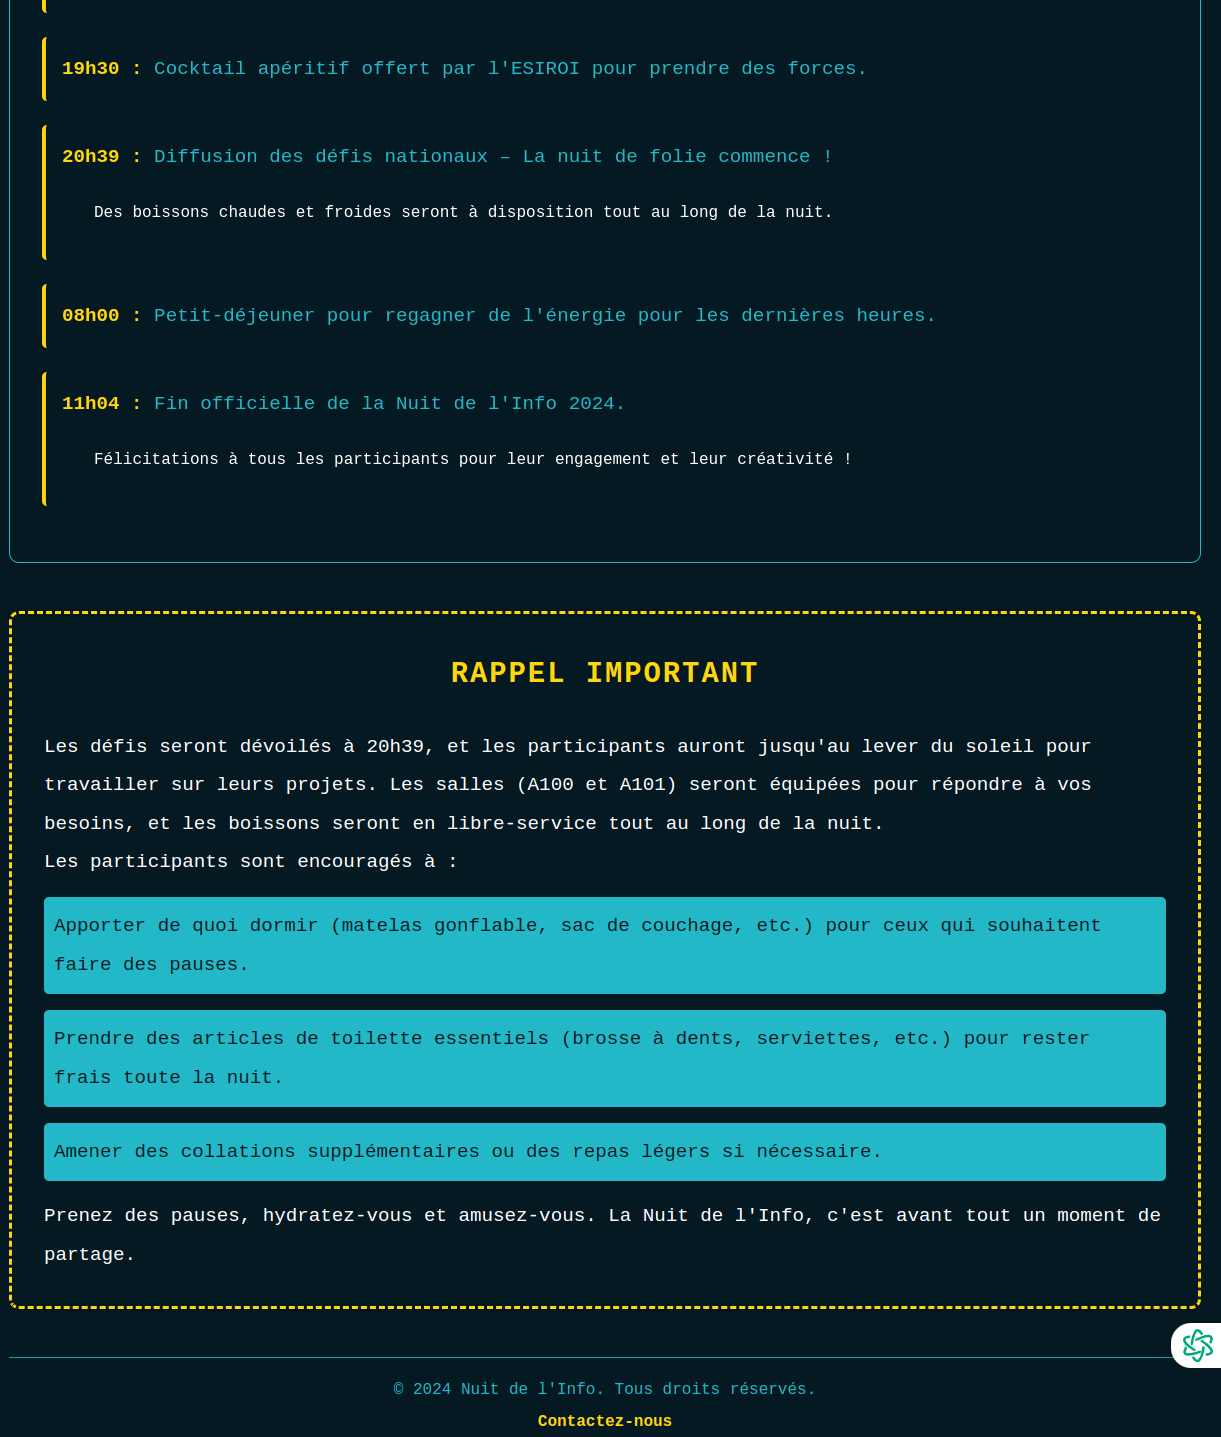 19h30 : Cocktail apéritif offert par l'ESIROI pour prendre des forces.
20h39 : Diffusion des défis nationaux – La nuit de folie commence !
Des boissons chaudes et froides seront à disposition tout au long de la nuit.
08h00 : Petit-déjeuner pour regagner de l'énergie pour les dernières heures.
11h04 : Fin officielle de la Nuit de l'Info 2024.
Félicitations à tous les participants pour leur engagement et leur créativité !
RAPPEL IMPORTANT
Les défis seront dévoilés à 20h39, et les participants auront jusqu'au lever du soleil pour
travailler sur leurs projets. Les salles (A100 et A101) seront équipées pour répondre à vos
besoins, et les boissons seront en libre-service tout au long de la nuit.
Les participants sont encouragés à :
Apporter de quoi dormir (matelas gonflable, sac de couchage, etc.) pour ceux qui souhaitent
faire des pauses.
Prendre des articles de toilette essentiels (brosse à dents, serviettes, etc.) pour rester
frais toute la nuit.
Amener des collations supplémentaires ou des repas légers si nécessaire.
Prenez des pauses, hydratez-vous et amusez-vous. La Nuit de l'Info, c'est avant tout un moment de
partage.
© 2024 Nuit de l'Info. Tous droits réservés.
Contactez-nous